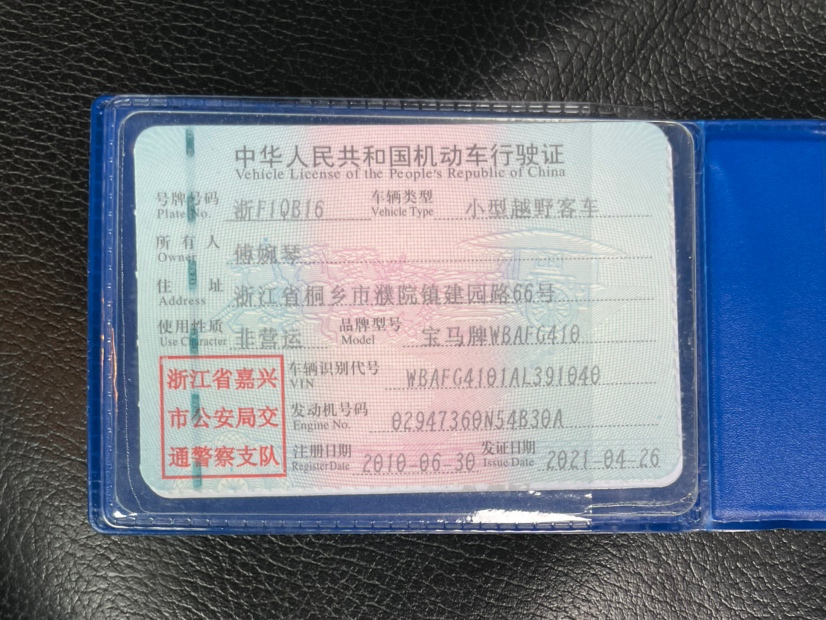 中华人民共和国机动车行驶证
Vehicle License of the People's Republic of China
号牌号码 浙F1QB16 车辆类型 小型越野客车
Plate No. Vehicle Type
所有人 傅婉琴
Owner
住址 浙江省桐乡市濮院镇建园路66号
Address
使用性质 非营运 品牌型号 宝马牌WBAFG410
Use Character Model
浙江省嘉兴
市公安局交
通警察支队
车辆识别代号 WBAFG4101AL391040
VIN
发动机号码 02947360N54B30A
Engine No.
注册日期 2010-06-30 发证日期 2021-04-26
Register Date Issue Date